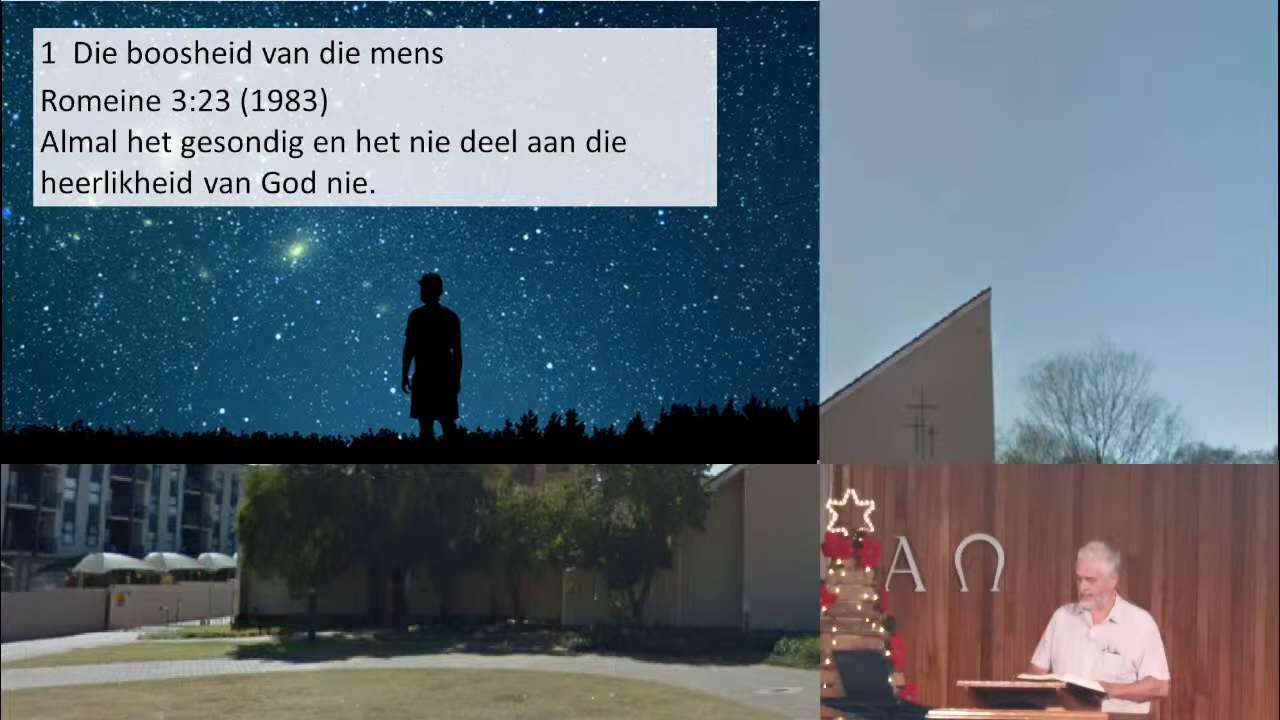 1 Die boosheid van die mens
Romeine 3:23 (1983)
Almal het gesondig en het nie deel aan die
heerlikheid van God nie.
Α Ω